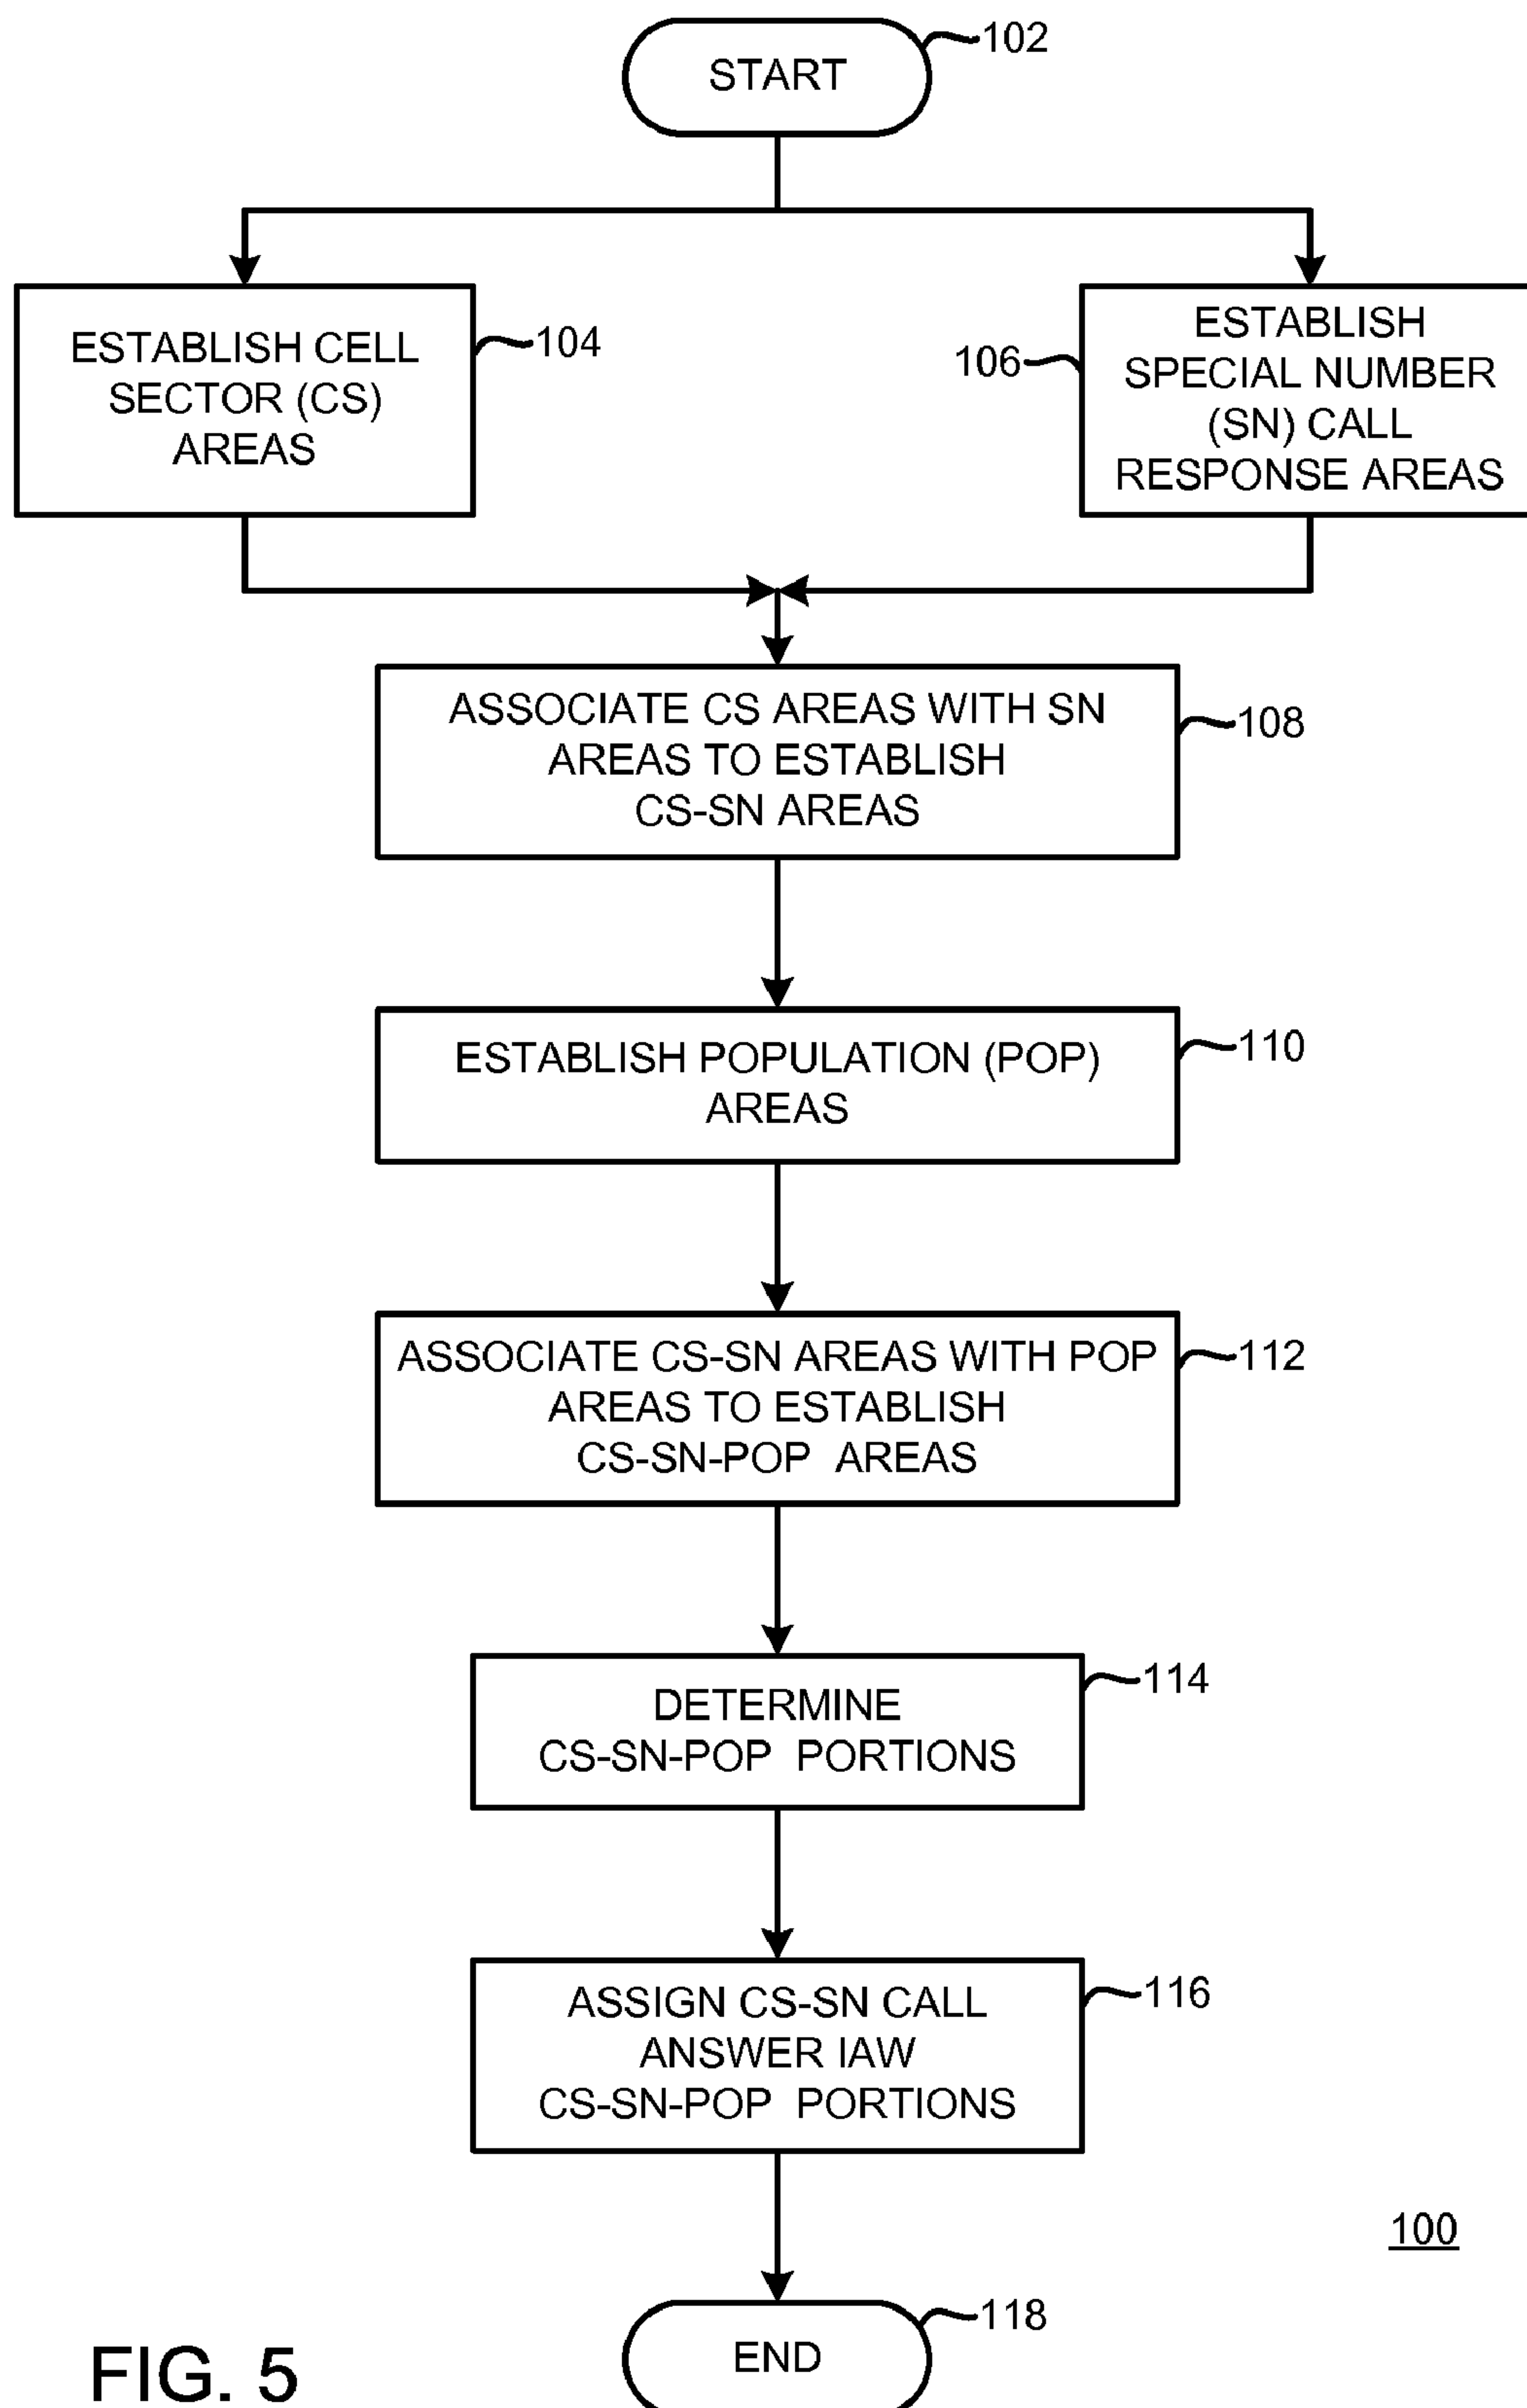 START
102
ESTABLISH CELL
SECTOR (CS)
AREAS
104
106
ESTABLISH
SPECIAL NUMBER
(SN) CALL
RESPONSE AREAS
ASSOCIATE CS AREAS WITH SN
AREAS TO ESTABLISH
CS-SN AREAS
108
ESTABLISH POPULATION (POP)
AREAS
110
ASSOCIATE CS-SN AREAS WITH POP
AREAS TO ESTABLISH
CS-SN-POP AREAS
112
DETERMINE
CS-SN-POP PORTIONS
114
ASSIGN CS-SN CALL
ANSWER IAW
CS-SN-POP PORTIONS
116
100
END
118
FIG. 5